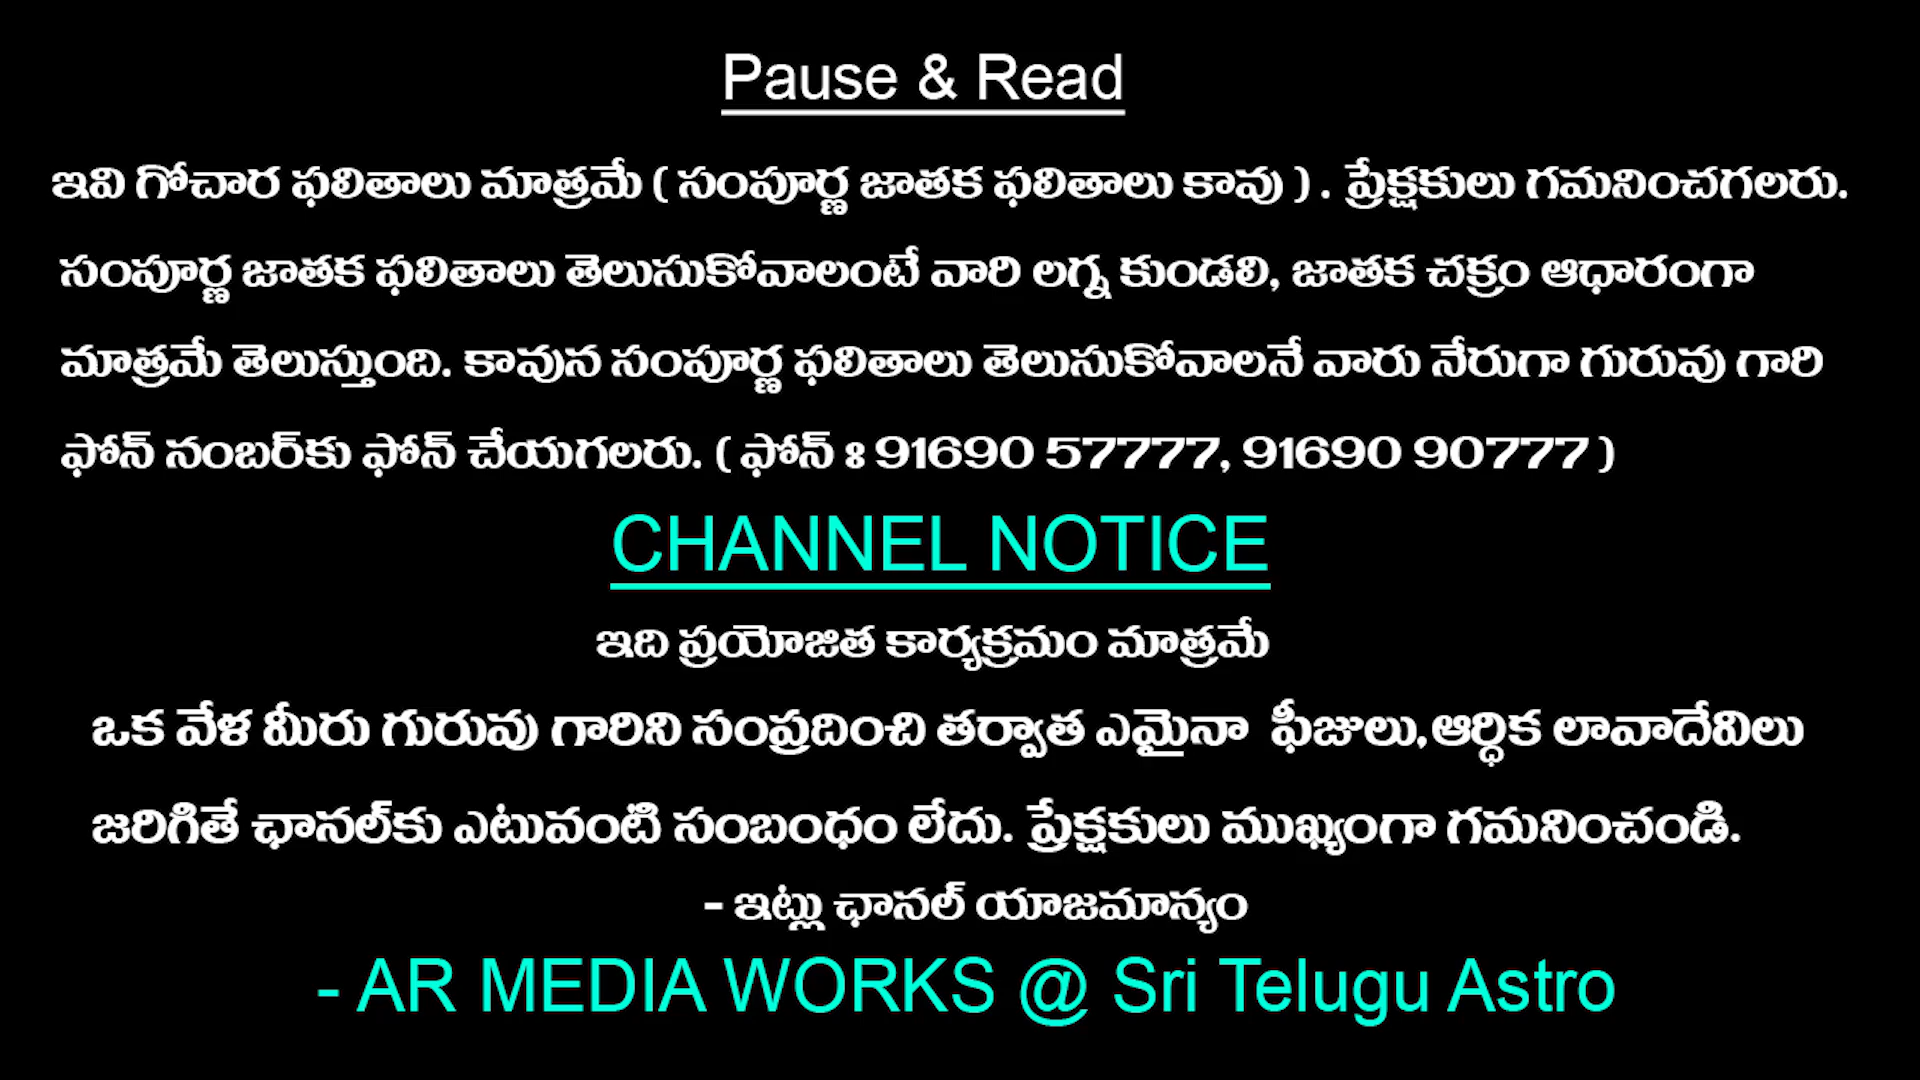 Pause & Read
ఇవి గోచార ఫలితాలు మాత్రమే ( సంపూర్ణ జాతక ఫలితాలు కావు ) . ప్రేక్షకులు గమనించగలరు.
సంపూర్ణ జాతక ఫలితాలు తెలుసుకోవాలంటే వారి లగ్న కుండలి, జాతక చక్రం ఆధారంగా
మాత్రమే తెలుస్తుంది. కావున సంపూర్ణ ఫలితాలు తెలుసుకోవాలనే వారు నేరుగా గురువు గారి
ఫోన్ నంబర్‌కు ఫోన్ చేయగలరు. ( ఫోన్ ః 91690 57777, 91690 90777 )
CHANNEL NOTICE
ఇది ప్రయోజిత కార్యక్రమం మాత్రమే
ఒక వేళ మీరు గురువు గారిని సంప్రదించి తర్వాత ఎమైనా ఫీజులు,ఆర్ధిక లావాదేవిలు
జరిగితే ఛానల్‌కు ఎటువంటి సంబంధం లేదు. ప్రేక్షకులు ముఖ్యంగా గమనించండి.
- ఇట్లు ఛానల్ యాజమాన్యం
- AR MEDIA WORKS @ Sri Telugu Astro